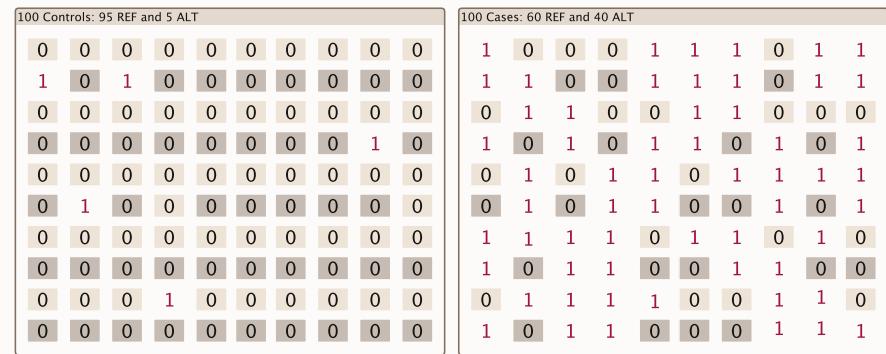 100 Controls: 95 REF and 5 ALT
0 0 0 0 0 0 0 0 0 0
1 0 1 0 0 0 0 0 0 0
0 0 0 0 0 0 0 0 0 0
0 0 0 0 0 0 0 0 1 0
0 0 0 0 0 0 0 0 0 0
0 1 0 0 0 0 0 0 0 0
0 0 0 0 0 0 0 0 0 0
0 0 0 0 0 0 0 0 0 0
0 0 0 1 0 0 0 0 0 0
0 0 0 0 0 0 0 0 0 0
100 Cases: 60 REF and 40 ALT
1 0 0 0 1 1 1 0 1 1
1 1 0 0 1 1 1 0 1 1
0 1 1 0 0 1 1 0 0 0
1 0 1 0 1 1 0 1 0 1
0 1 0 1 1 0 1 1 1 1
0 1 0 1 1 0 0 1 0 1
1 1 1 1 0 1 1 0 1 0
1 0 1 1 0 0 1 1 0 0
0 1 1 1 1 0 0 1 1 0
1 0 1 1 0 0 0 1 1 1